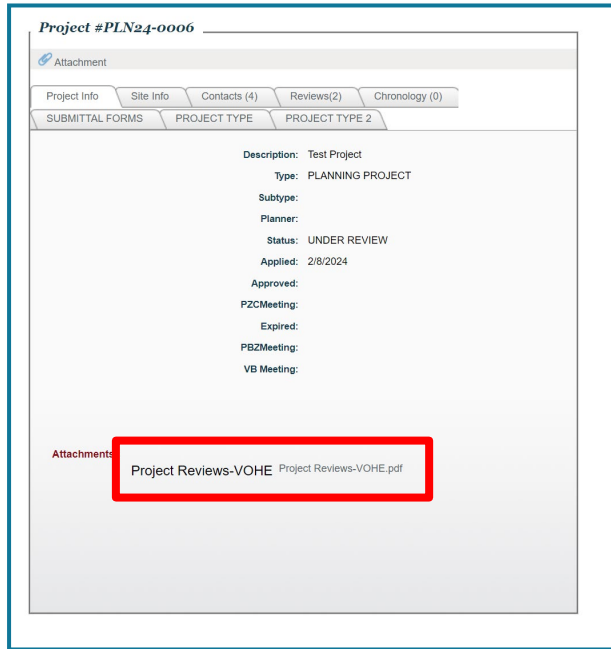 Project #PLN24-0006
Attachment
Project Info Site Info Contacts (4) Reviews(2) Chronology (0)
SUBMITTAL FORMS PROJECT TYPE PROJECT TYPE 2
Description: Test Project
Type: PLANNING PROJECT
Subtype:
Planner:
Status: UNDER REVIEW
Applied: 2/8/2024
Approved:
PZCMeeting:
Expired:
PBZMeeting:
VB Meeting:
Attachments
Project Reviews-VOHE Project Reviews-VOHE.pdf